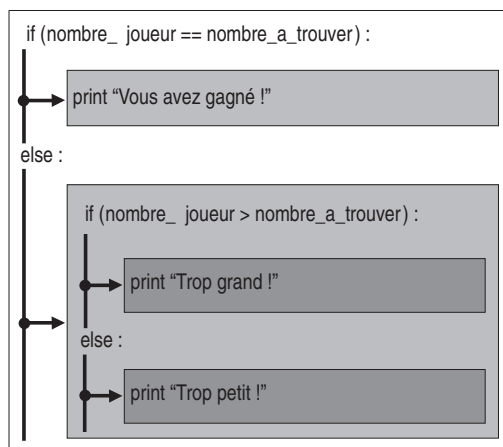 if (nombre_ joueur == nombre_a_trouver) :
print “Vous avez gagné !”
else :
if (nombre_ joueur > nombre_a_trouver) :
print “Trop grand !”
else :
print “Trop petit !”